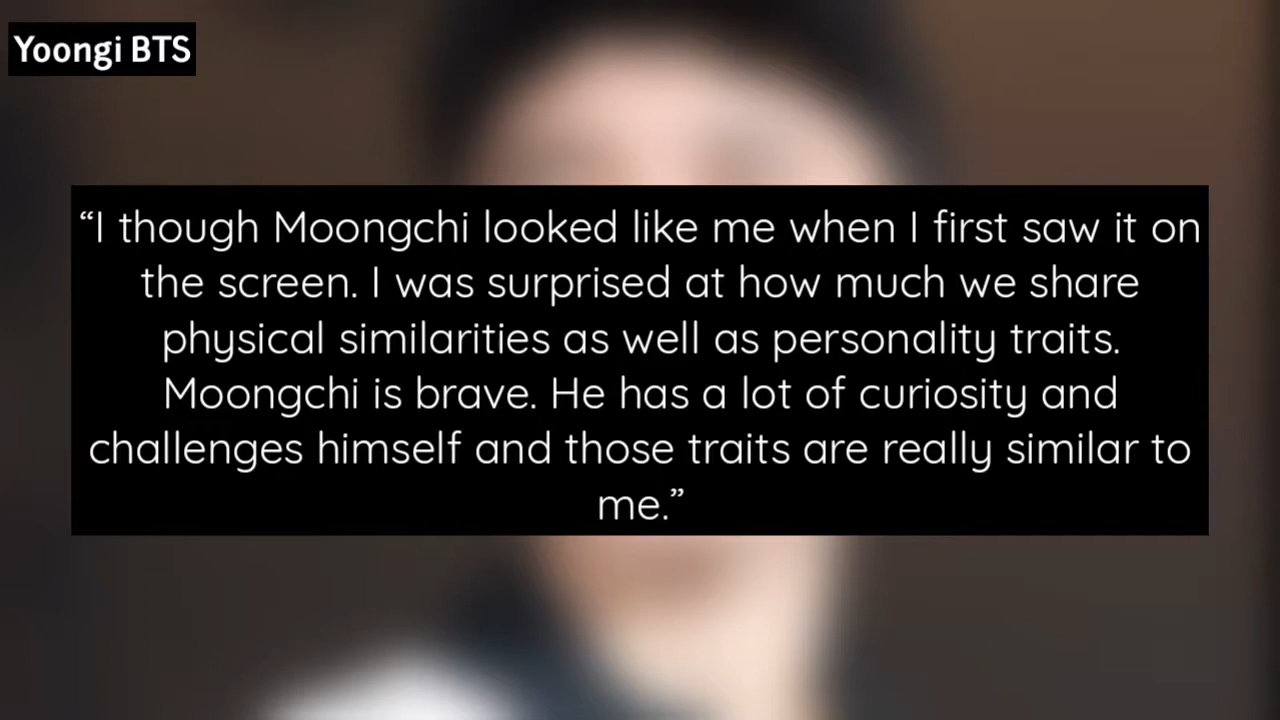 Yoongi BTS
“I though Moongchi looked like me when I first saw it on
the screen. I was surprised at how much we share
physical similarities as well as personality traits.
Moongchi is brave. He has a lot of curiosity and
challenges himself and those traits are really similar to
me.”